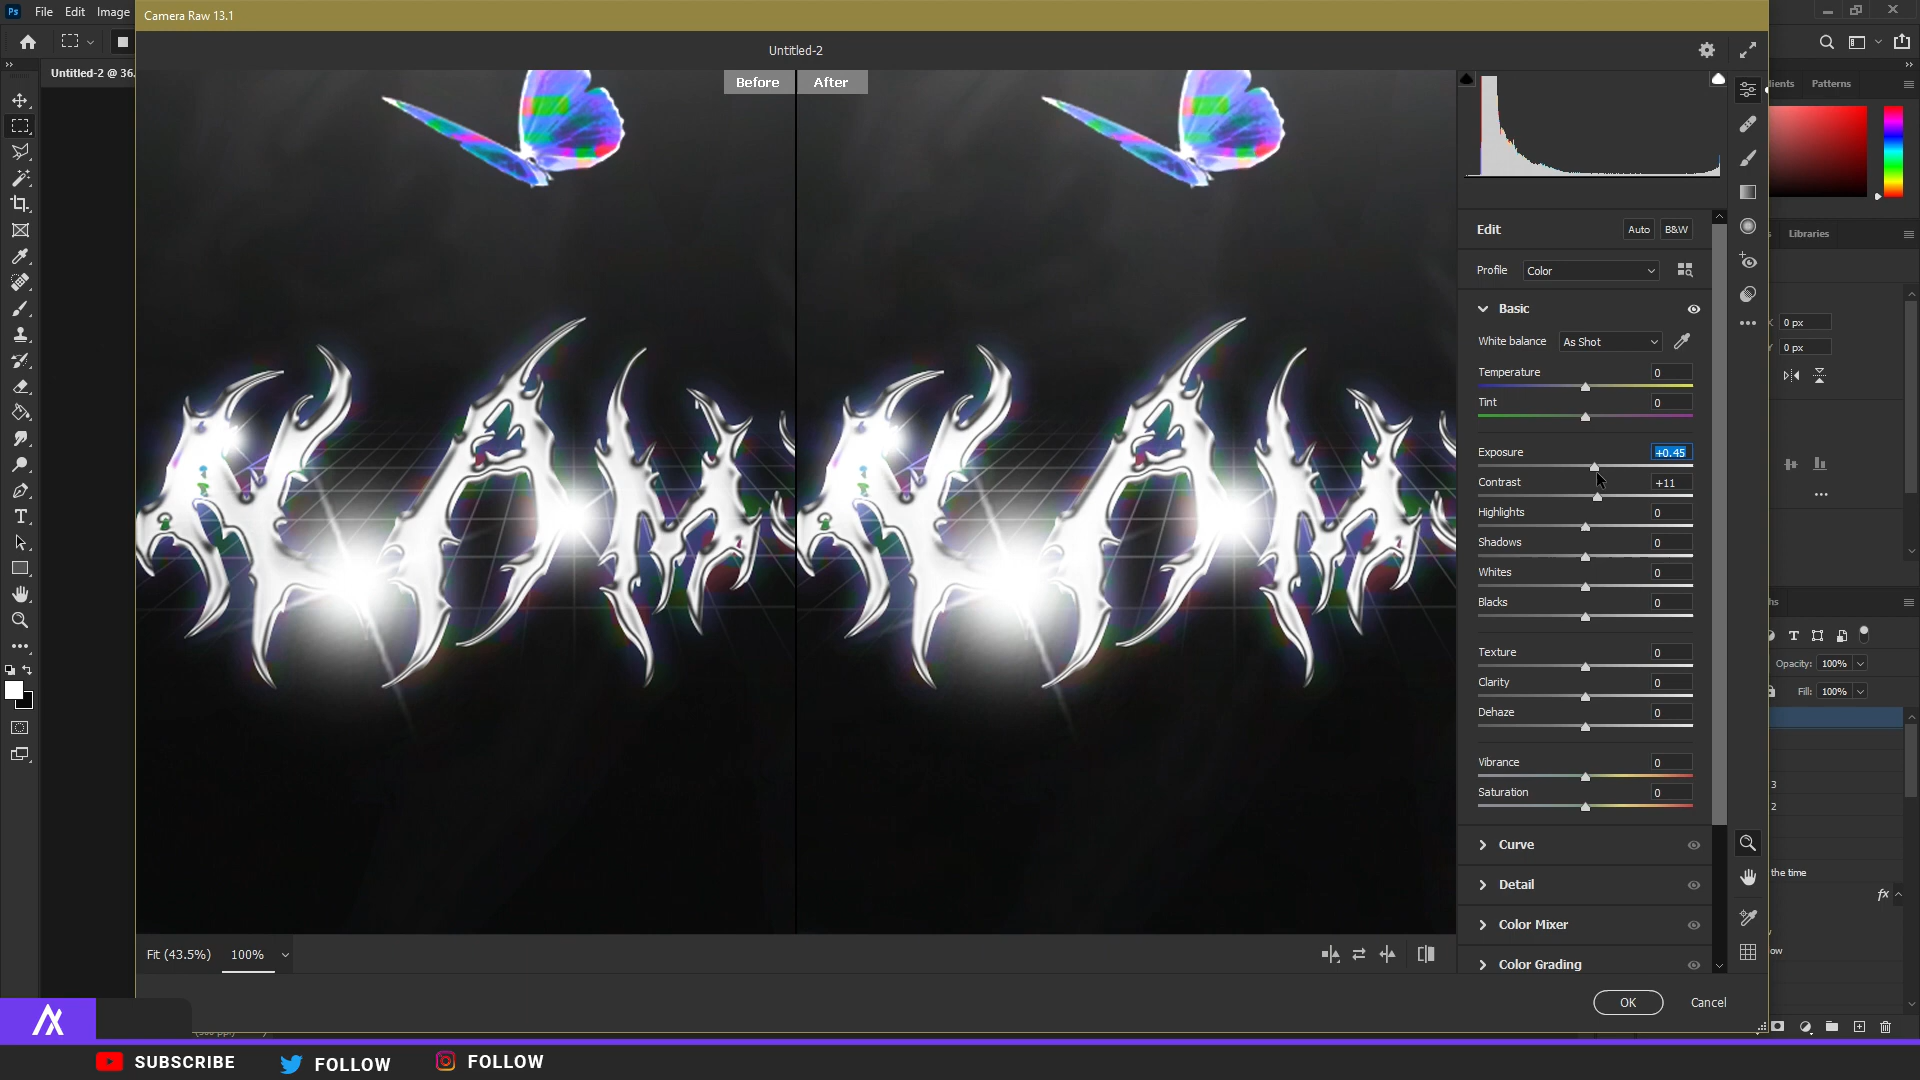 Ps File Edit Image
Camera Raw 13.1
Untitled-2
Untitled-2 @ 36.
Before
After
Patterns
Libraries
Edit
Auto
B&W
Profile
Color
Basic
White balance
As Shot
Temperature 0
Tint 0
Exposure +0.45
Contrast +11
Highlights 0
Shadows 0
Whites 0
Blacks 0
Texture 0
Clarity 0
Dehaze 0
Vibrance 0
Saturation 0
Curve
Detail
Color Mixer
Color Grading
0 px
0 px
Opacity: 100%
Fill: 100%
3
2
the time
fx
Fit (43.5%)
100%
OK
Cancel
SUBSCRIBE
FOLLOW
FOLLOW